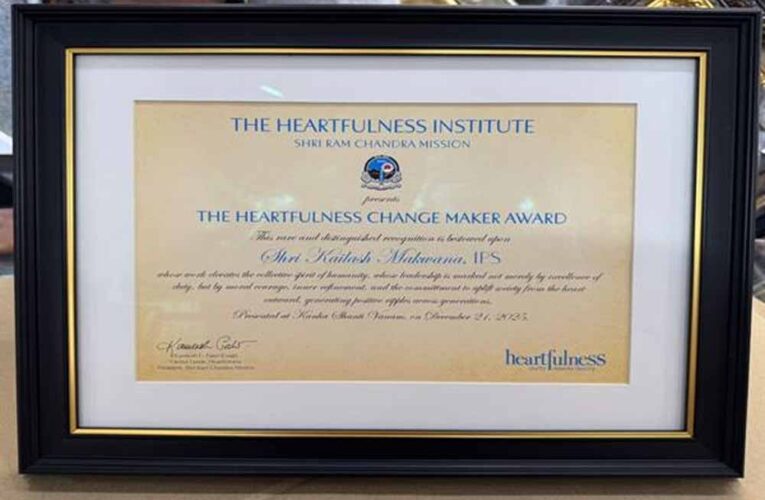 THE HEARTFULNESS INSTITUTE
SHRI RAM CHANDRA MISSION
presents
THE HEARTFULNESS CHANGE MAKER AWARD
This rare and distinguished recognition is bestowed upon
Shri Kailash Makwana, IPS
whose work elevates the collective spirit of humanity, whose leadership is marked not merely by excellence of
duty, but by moral courage, inner refinement, and the commitment to uplift society from the heart
outward, generating positive ripples across generations.
Presented at Kanha Shanti Vanam, on December 21, 2025.
heartfulness